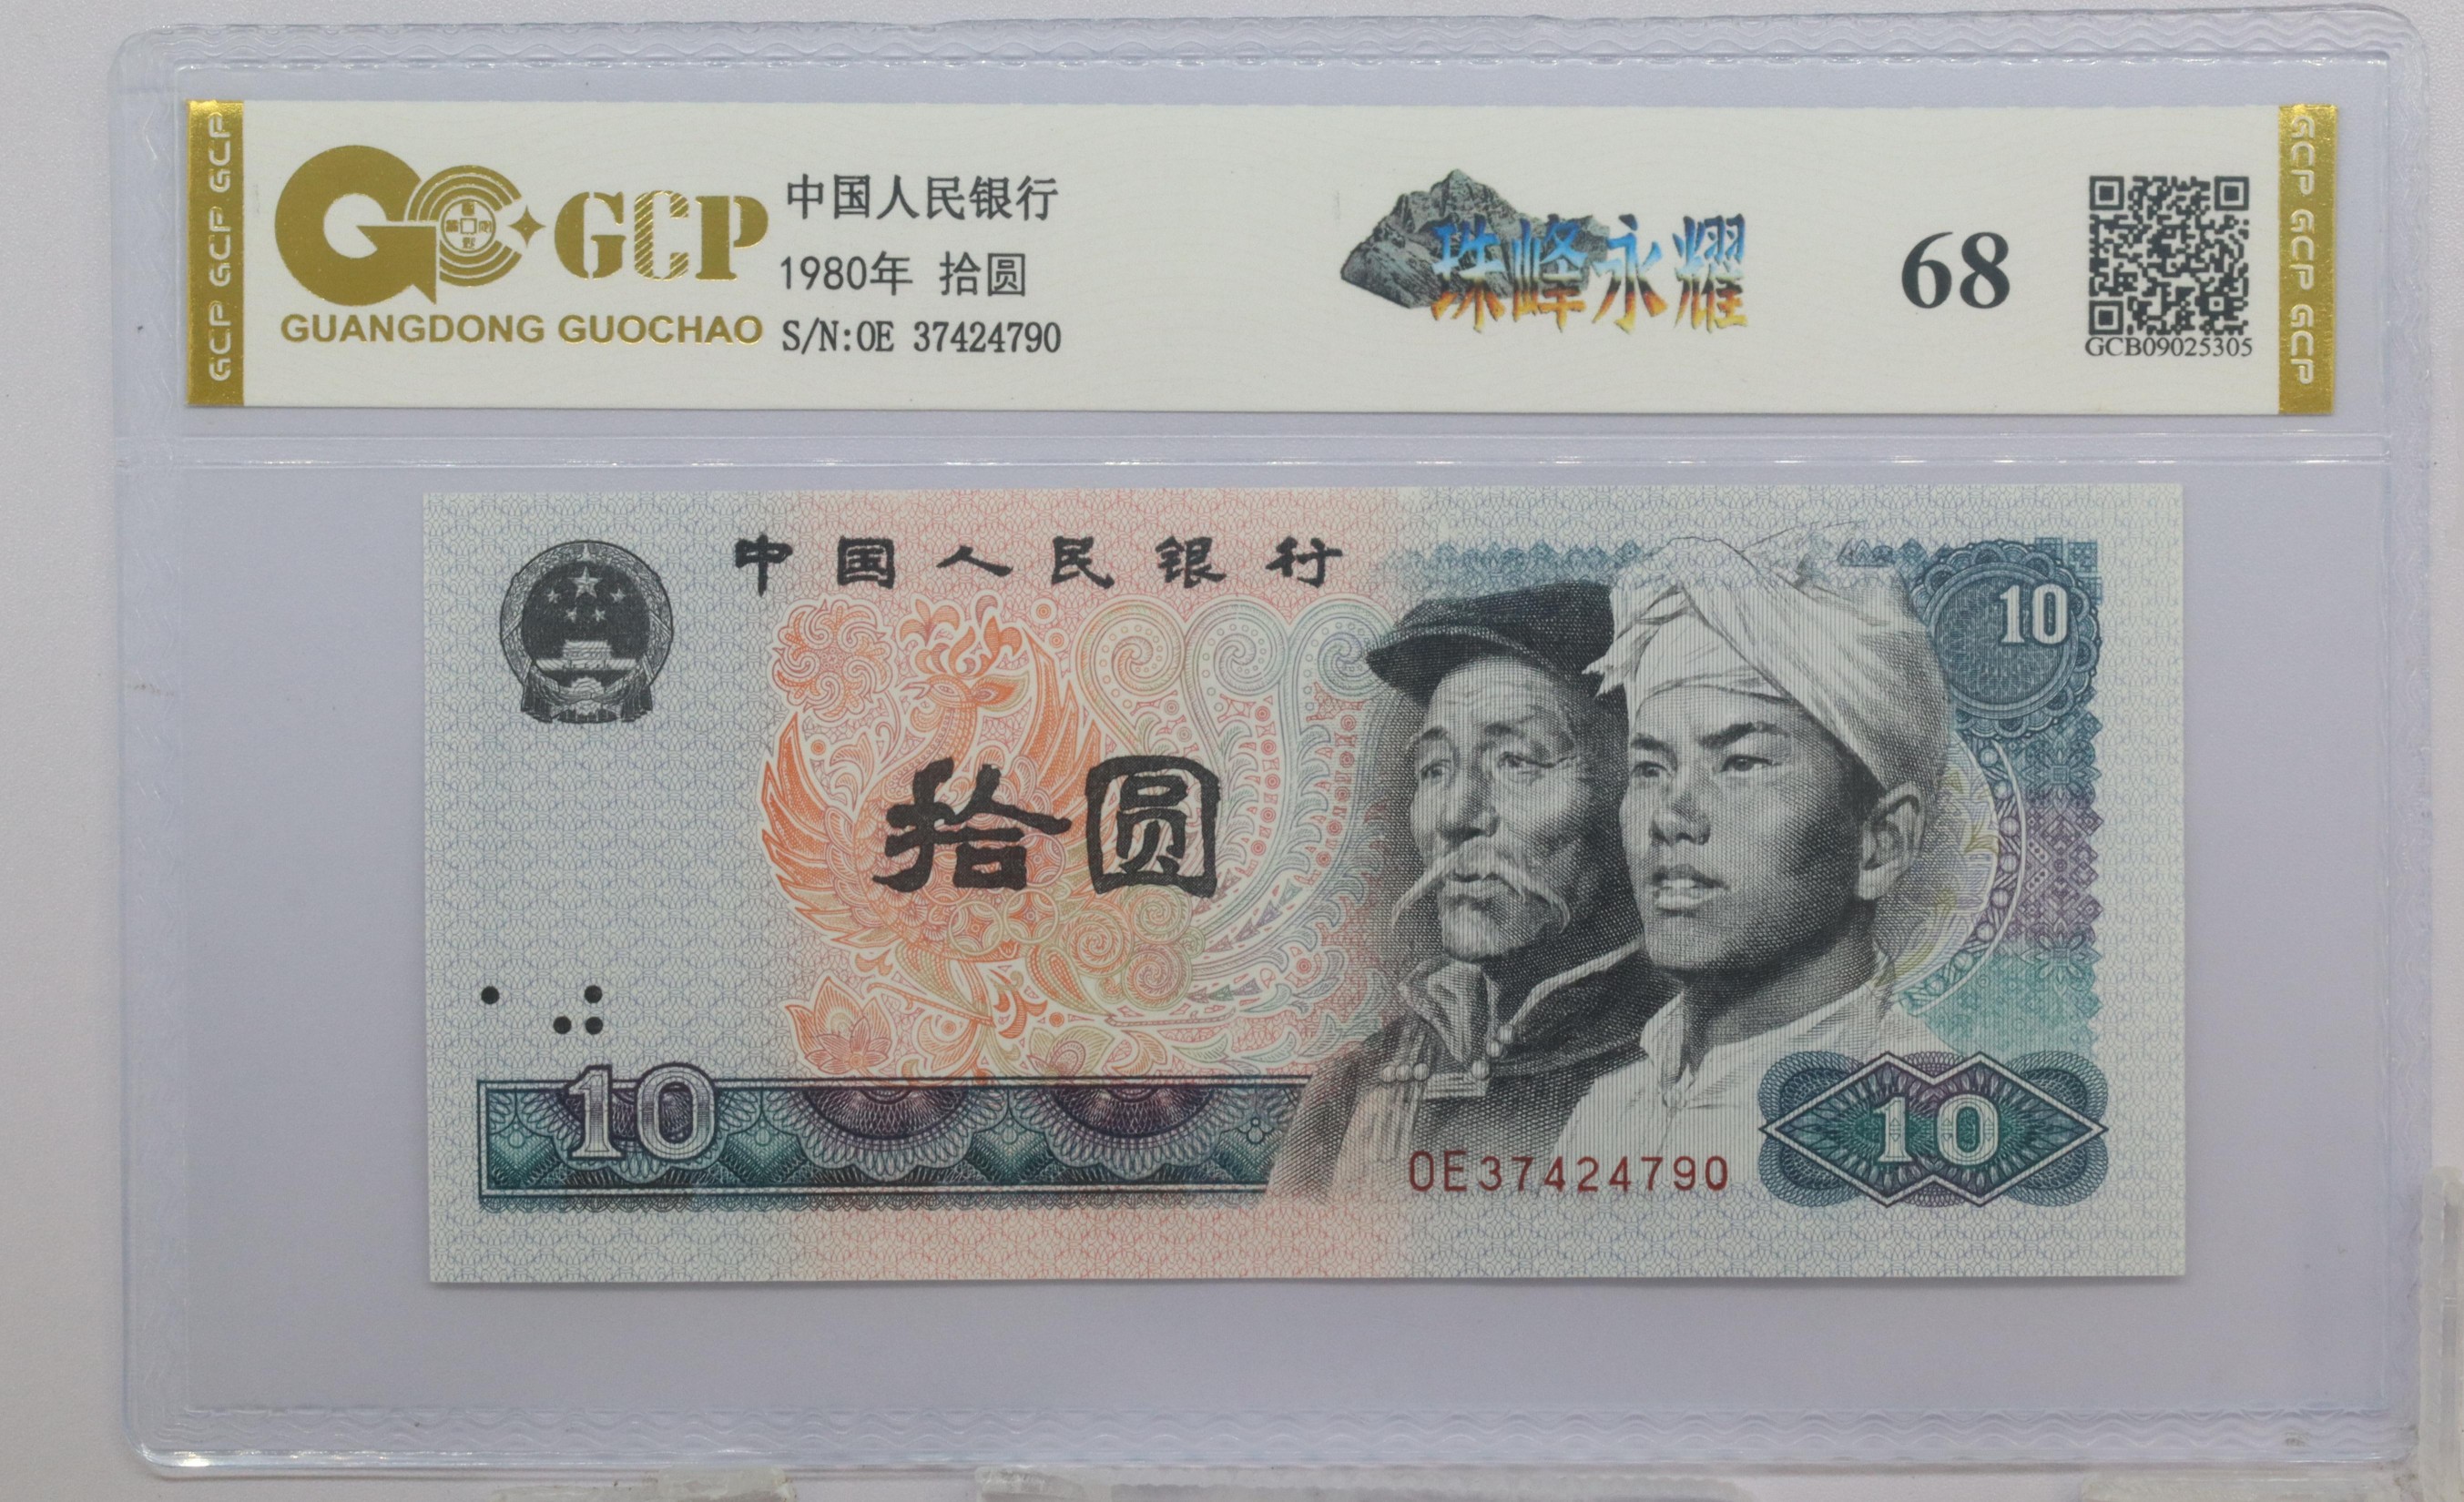 GCP GCP GCP
GCP
GUANGDONG GUOCHAO
中国人民银行
1980年 拾圆
S/N:OE 37424790
珠峰永耀
68
GCB09025305
GCP GCP GCP
中国人民银行
10
拾圆
10
OE37424790
10